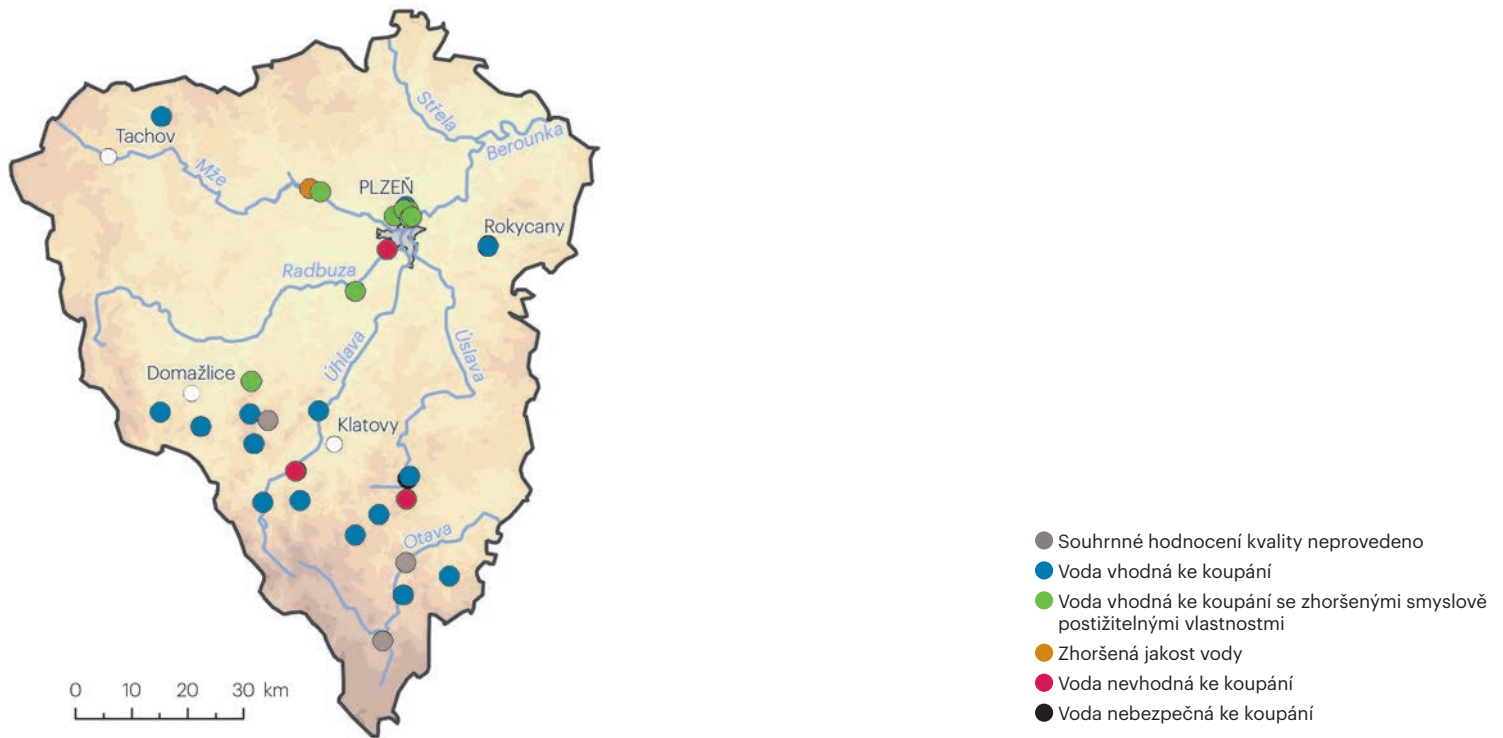 Střela
Berounka
Tachov
Mže
PLZEŇ
Rokycany
Radbuza
Úhlava
Úslava
Domažlice
Klatovy
Otava
0 10 20 30 km
Souhrnné hodnocení kvality neprovedeno
Voda vhodná ke koupání
Voda vhodná ke koupání se zhoršenými smyslově
postižitelnými vlastnostmi
Zhoršená jakost vody
Voda nevhodná ke koupání
Voda nebezpečná ke koupání